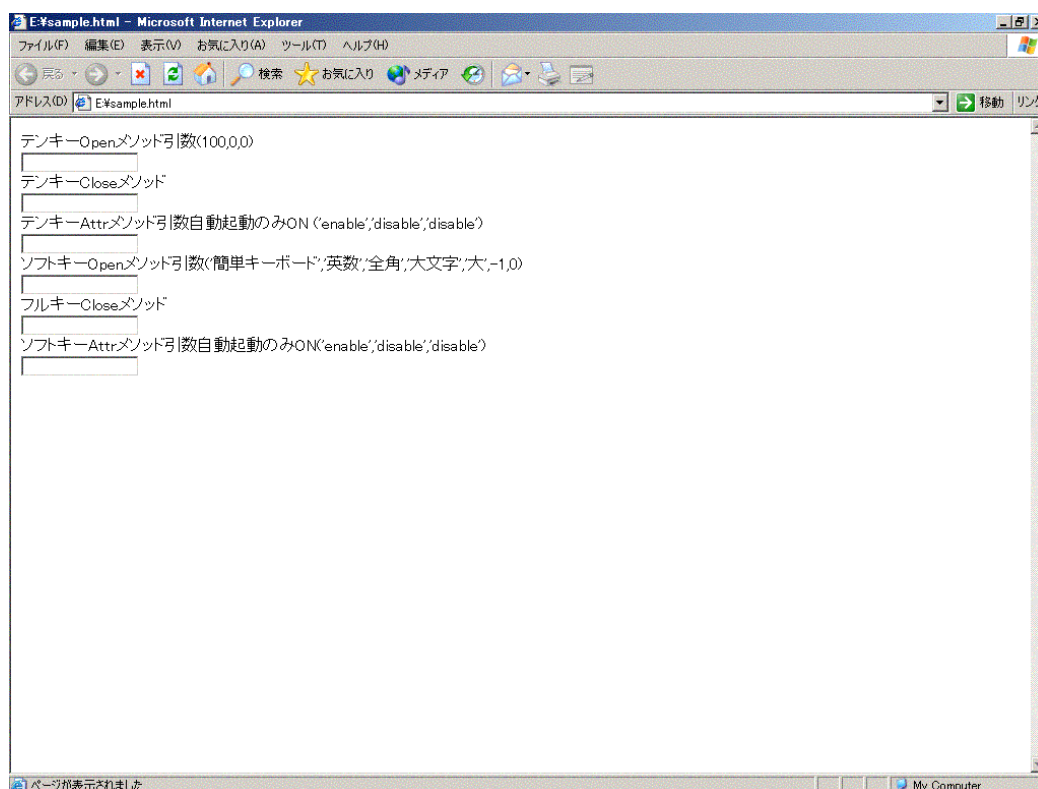 E:¥sample.html - Microsoft Internet Explorer
ファイル(F) 編集(E) 表示(V) お気に入り(A) ツール(T) ヘルプ(H)
戻る 検索 お気に入り メディア
アドレス(D) E:¥sample.html 移動 リンク
テンキーOpenメソッド引数(100,0,0)
テンキーCloseメソッド
テンキーAttrメソッド引数自動起動のみON ('enable','disable','disable')
ソフトキーOpenメソッド引数('簡単キーボード','英数','全角','大文字','大',-1,0)
フルキーCloseメソッド
ソフトキーAttrメソッド引数自動起動のみON('enable','disable','disable')
ページが表示されました My Computer